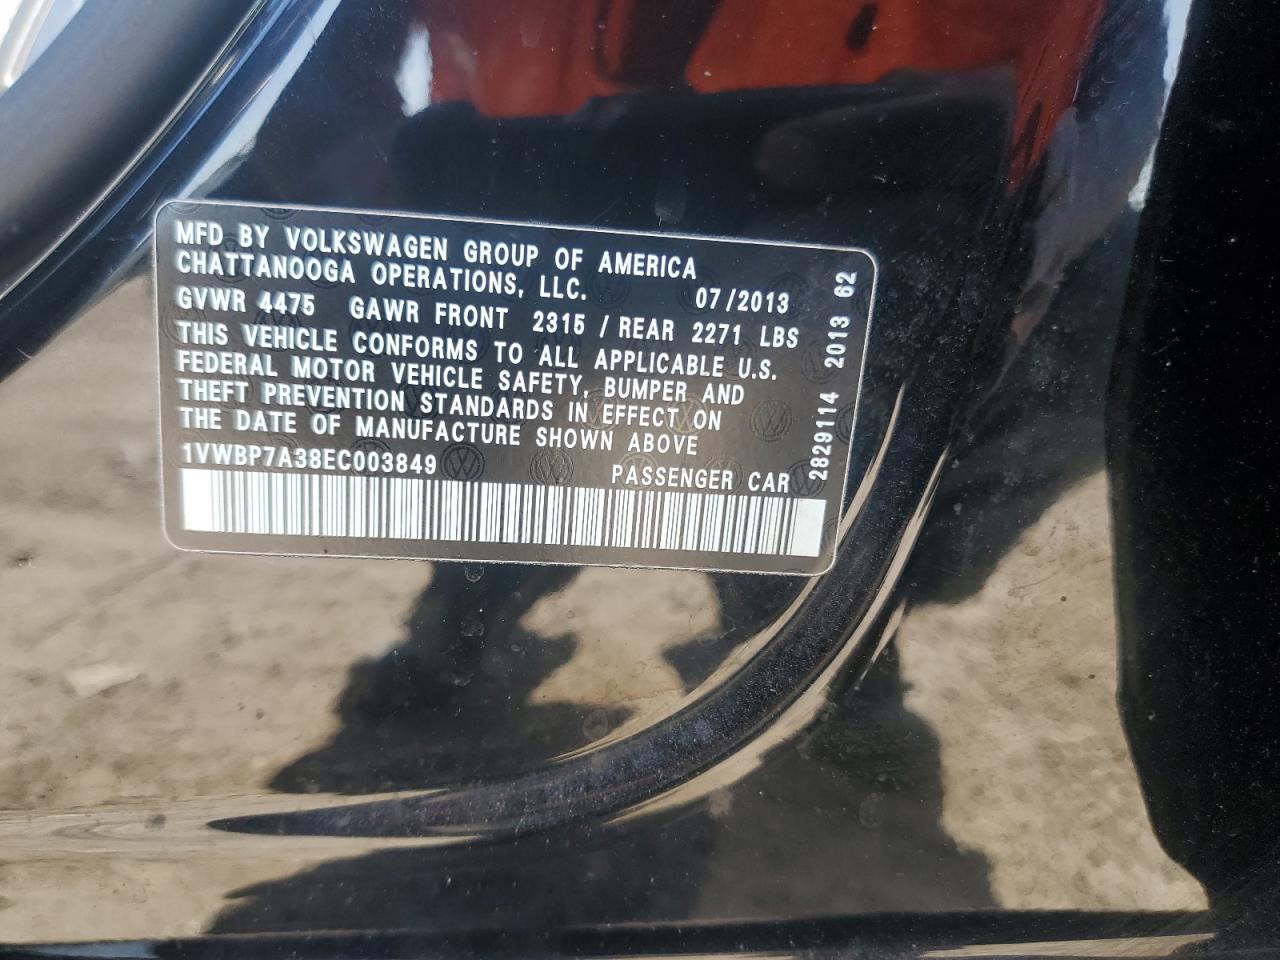 MFD BY VOLKSWAGEN GROUP OF AMERICA
CHATTANOOGA OPERATIONS, LLC. 07/2013
GVWR 4475 GAWR FRONT 2315 / REAR 2271 LBS
THIS VEHICLE CONFORMS TO ALL APPLICABLE U.S.
FEDERAL MOTOR VEHICLE SAFETY, BUMPER AND
THEFT PREVENTION STANDARDS IN EFFECT ON
THE DATE OF MANUFACTURE SHOWN ABOVE
1VWBP7A38EC003849 PASSENGER CAR
2829114 2013 62